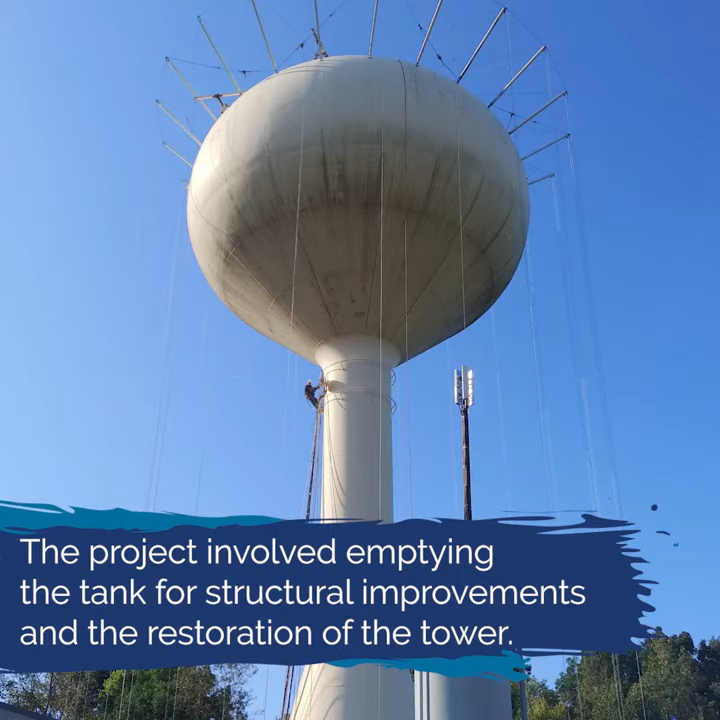 The project involved emptying
the tank for structural improvements
and the restoration of the tower.